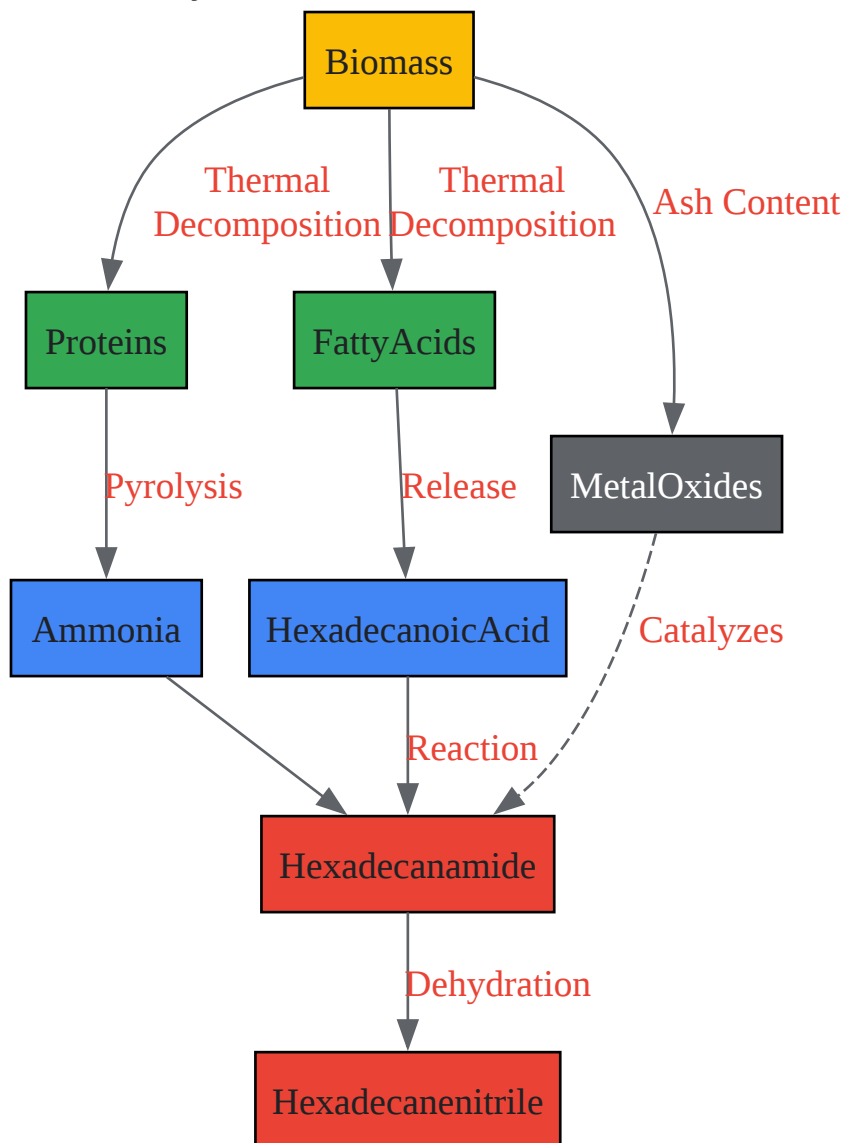 Biomass
Thermal
Decomposition
Thermal
Decomposition
Ash Content
Proteins
FattyAcids
MetalOxides
Pyrolysis
Release
Ammonia
HexadecanoicAcid
Catalyzes
Reaction
Hexadecanamide
Dehydration
Hexadecanenitrile